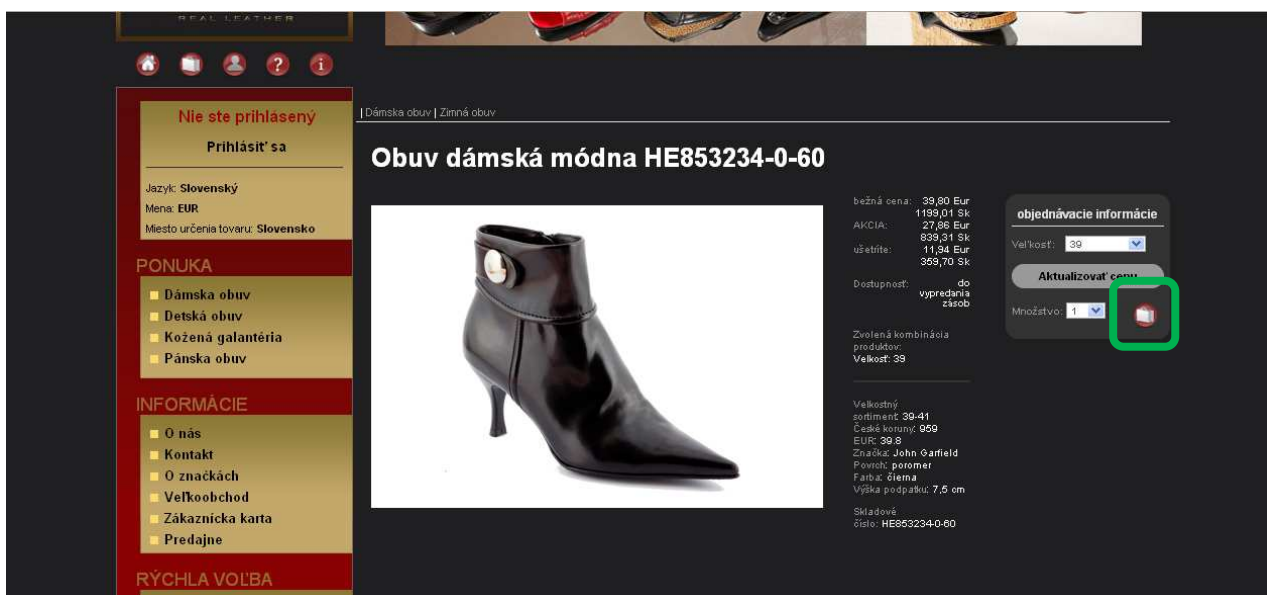 REAL LEATHER
Nie ste prihlásený
Prihlásiť sa
Jazyk: Slovenský
Mena: EUR
Miesto určenia tovaru: Slovensko
PONUKA
Dámska obuv
Detská obuv
Kožená galantéria
Pánska obuv
INFORMÁCIE
O nás
Kontakt
O značkách
Veľkoobchod
Zákaznícka karta
Predajne
RÝCHLA VOĽBA
| Dámska obuv | Zimná obuv
Obuv dámská módna HE853234-0-60
bežná cena: 39,80 Eur
1199,01 Sk
AKCIA: 27,86 Eur
839,31 Sk
ušetríte: 11,94 Eur
359,70 Sk
Dostupnosť: do
vypredania
zásob
Zvolená kombinácia
produktov:
Velkosť: 39
Velkostný
sortiment: 39-41
České koruny: 959
EUR: 39.8
Značka: John Garfield
Povrch: poromer
Farba: čierna
Výška podpatku: 7,5 cm
Skladové
číslo: HE853234-0-60
objednávacie informácie
Veľkosť: 39
Aktualizovať cenu
Množstvo: 1